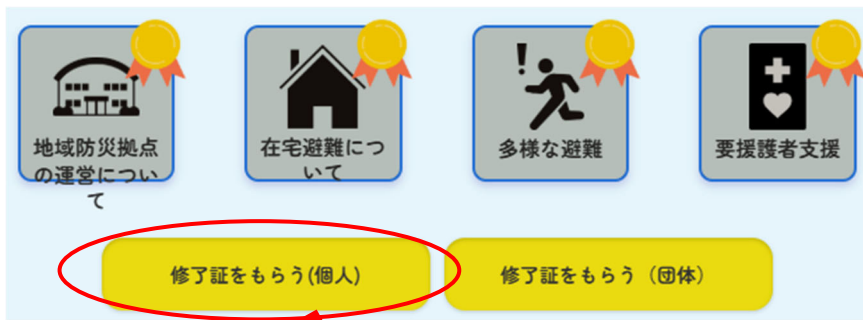 地域防災拠点
の運営につい
て
在宅避難につ
いて
多様な避難
要援護者支援
修了証をもらう(個人)
修了証をもらう（団体）